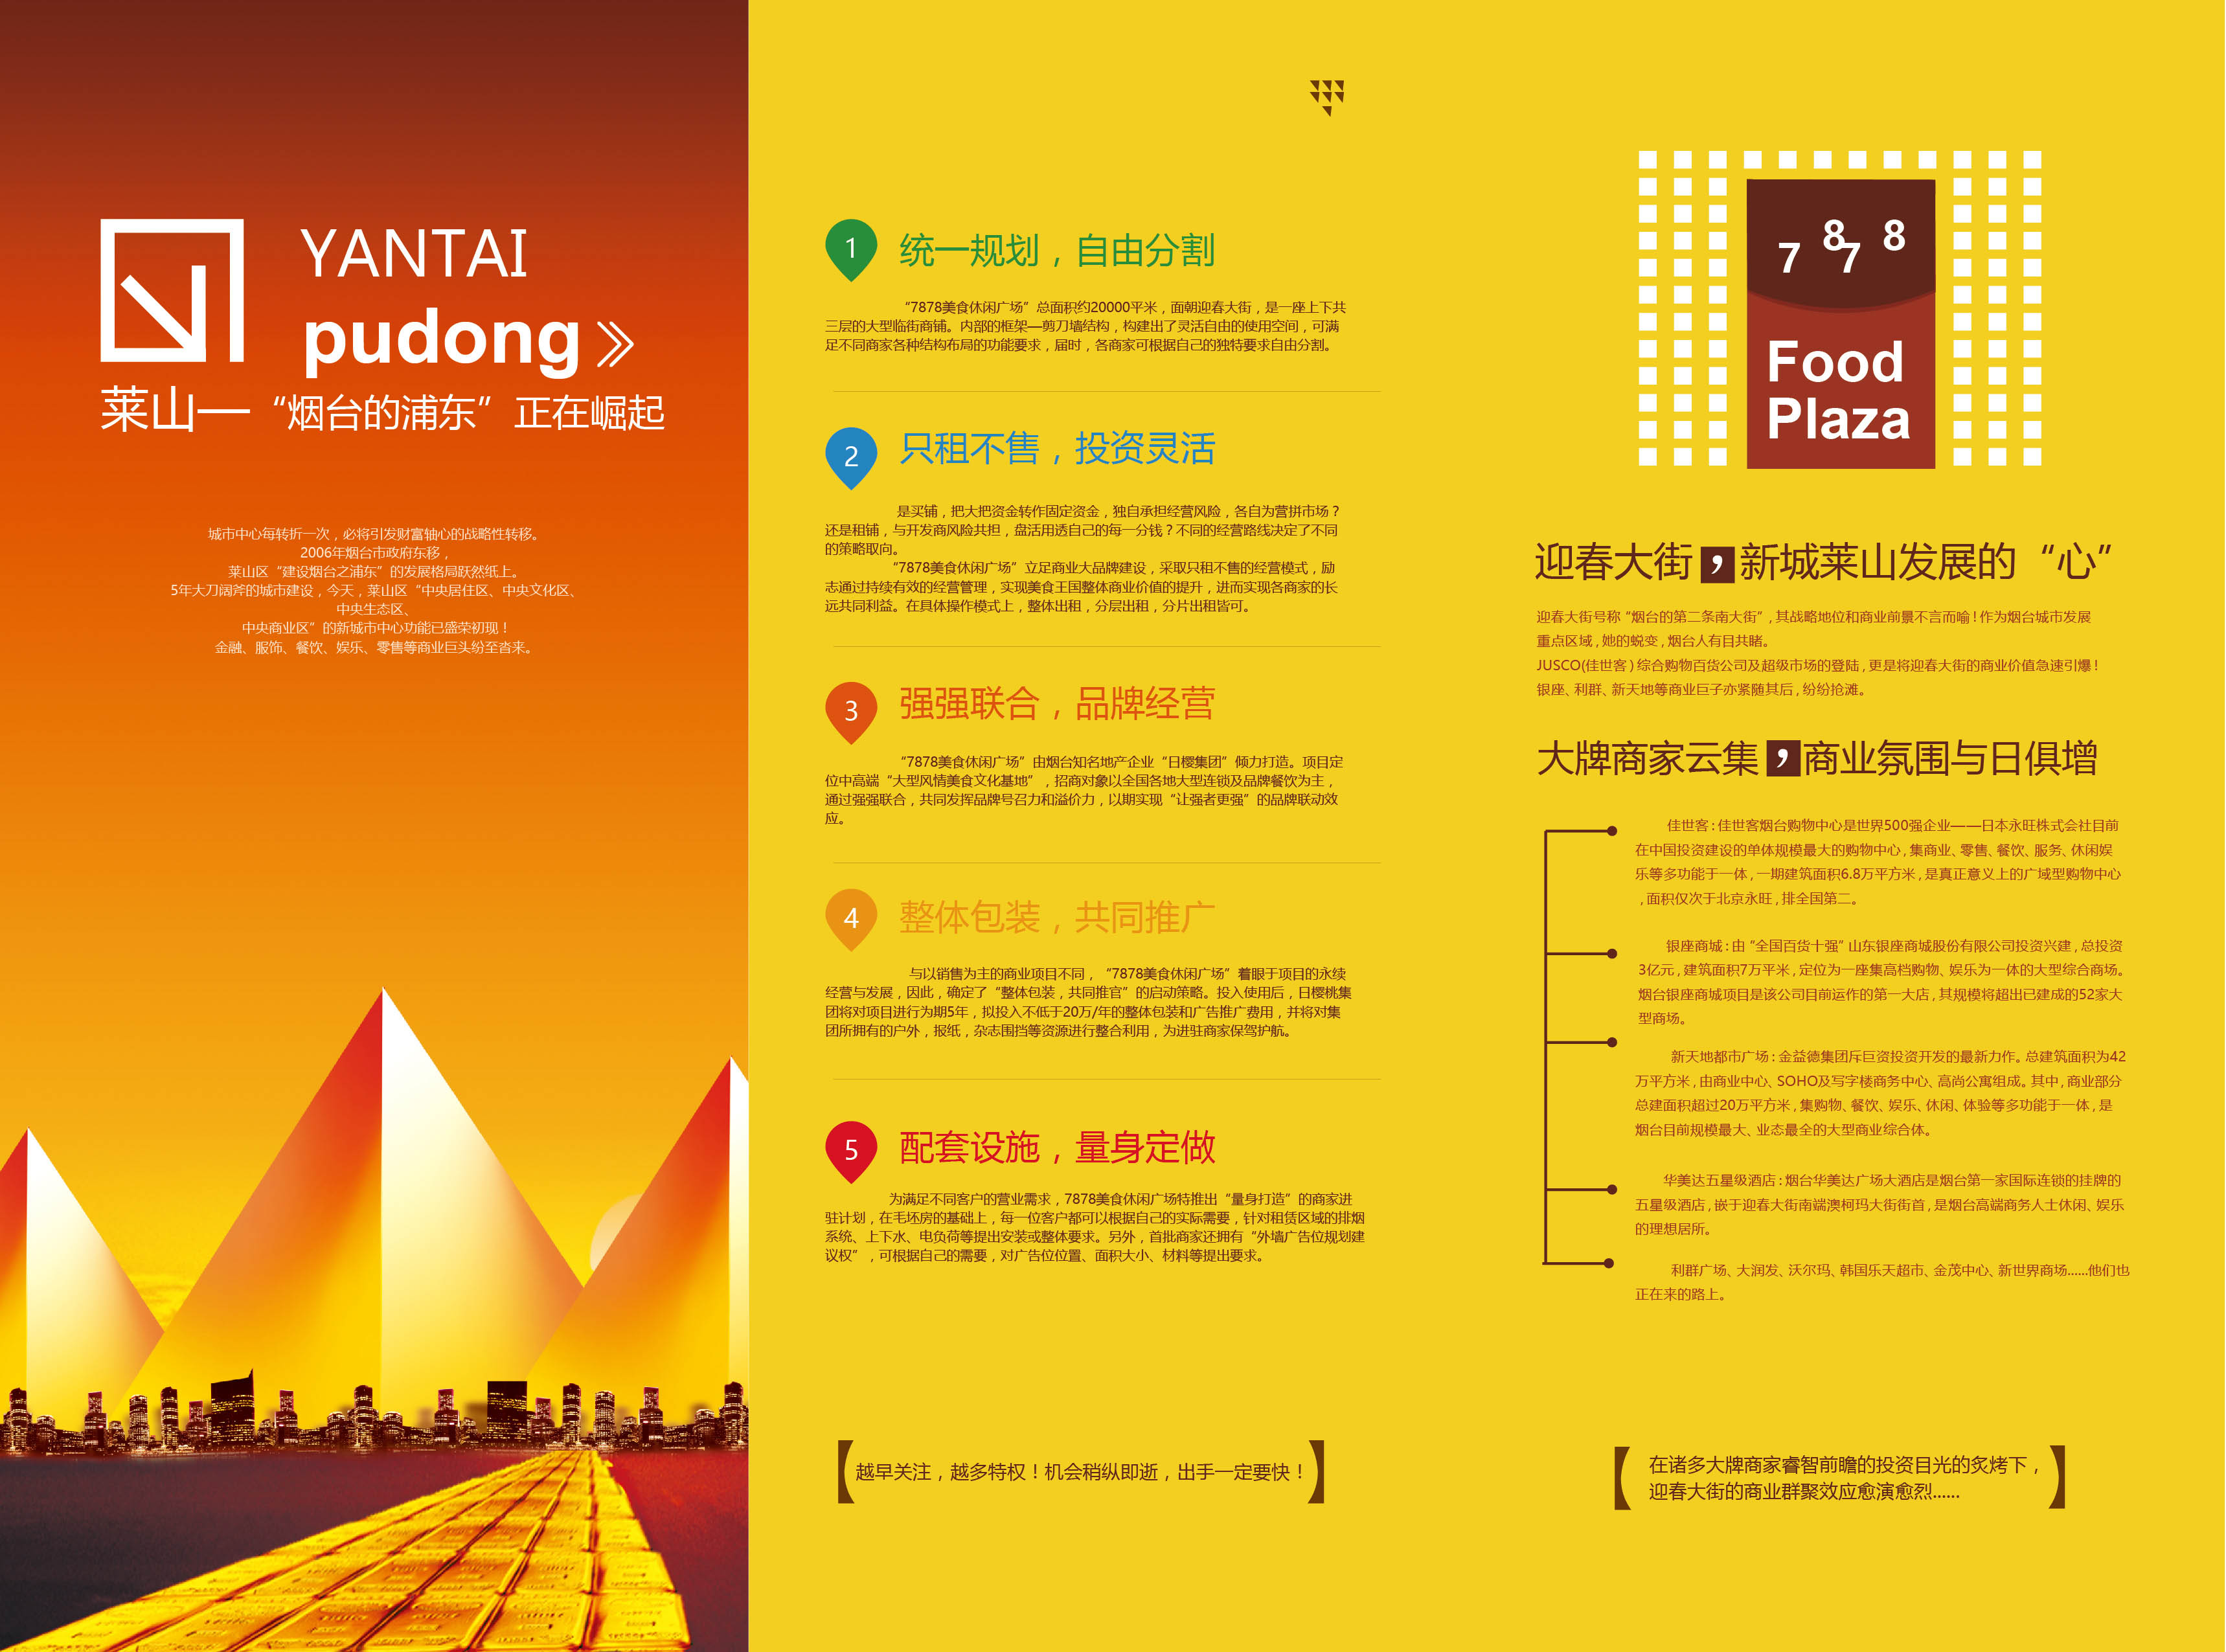 YANTAI
pudong
莱山—“烟台的浦东”正在崛起
城市中心每转折一次，必将引发财富轴心的战略性转移。
2006年烟台市政府东移，
莱山区“建设烟台之浦东”的发展格局跃然纸上。
5年大刀阔斧的城市建设，今天，莱山区“中央居住区、中央文化区、
中央生态区、
中央商业区”的新城市中心功能已盛荣初现！
金融、服饰、餐饮、娱乐、零售等商业巨头纷至沓来。
1 统一规划，自由分割
“7878美食休闲广场”总面积约20000平米，面朝迎春大街，是一座上下共
三层的大型临街商铺。内部的框架—剪刀墙结构，构建出了灵活自由的使用空间，可满
足不同商家各种结构布局的功能要求，届时，各商家可根据自己的独特要求自由分割。
2 只租不售，投资灵活
是买铺，把大把资金转作固定资金，独自承担经营风险，各自为营拼市场？
还是租铺，与开发商风险共担，盘活用透自己的每一分钱？不同的经营路线决定了不同
的策略取向。
“7878美食休闲广场”立足商业大品牌建设，采取只租不售的经营模式，励
志通过持续有效的经营管理，实现美食王国整体商业价值的提升，进而实现各商家的长
远共同利益。在具体操作模式上，整体出租，分层出租，分片出租皆可。
3 强强联合，品牌经营
“7878美食休闲广场”由烟台知名地产企业“日樱集团”倾力打造。项目定
位中高端“大型风情美食文化基地”，招商对象以全国各地大型连锁及品牌餐饮为主，
通过强强联合，共同发挥品牌号召力和溢价力，以期实现“让强者更强”的品牌联动效
应。
4 整体包装，共同推广
与以销售为主的商业项目不同，“7878美食休闲广场”着眼于项目的永续
经营与发展，因此，确定了“整体包装，共同推官”的启动策略。投入使用后，日樱桃集
团将对项目进行为期5年，拟投入不低于20万/年的整体包装和广告推广费用，并将对集
团所拥有的户外，报纸，杂志围挡等资源进行整合利用，为进驻商家保驾护航。
5 配套设施，量身定做
为满足不同客户的营业需求，7878美食休闲广场特推出“量身打造”的商家进
驻计划，在毛坯房的基础上，每一位客户都可以根据自己的实际需要，针对租赁区域的排烟
系统、上下水、电负荷等提出安装或整体要求。另外，首批商家还拥有“外墙广告位规划建
议权”，可根据自己的需要，对广告位位置、面积大小、材料等提出要求。
越早关注，越多特权！机会稍纵即逝，出手一定要快！
7878
Food
Plaza
迎春大街，新城莱山发展的“心”
迎春大街号称“烟台的第二条南大街”，其战略地位和商业前景不言而喻！作为烟台城市发展
重点区域，她的蜕变，烟台人有目共睹。
JUSCO(佳世客）综合购物百货公司及超级市场的登陆，更是将迎春大街的商业价值急速引爆！
银座、利群、新天地等商业巨子亦紧随其后，纷纷抢滩。
大牌商家云集，商业氛围与日俱增
佳世客：佳世客烟台购物中心是世界500强企业——日本永旺株式会社目前
在中国投资建设的单体规模最大的购物中心，集商业、零售、餐饮、服务、休闲娱
乐等多功能于一体，一期建筑面积6.8万平方米，是真正意义上的广域型购物中心
，面积仅次于北京永旺，排全国第二。
银座商城：由“全国百货十强”山东银座商城股份有限公司投资兴建，总投资
3亿元，建筑面积7万平米，定位为一座集高档购物、娱乐为一体的大型综合商场。
烟台银座商城项目是该公司目前运作的第一大店，其规模将超出已建成的52家大
型商场。
新天地都市广场：金益德集团斥巨资投资开发的最新力作。总建筑面积为42
万平方米，由商业中心、SOHO及写字楼商务中心、高尚公寓组成。其中，商业部分
总建面积超过20万平方米，集购物、餐饮、娱乐、休闲、体验等多功能于一体，是
烟台目前规模最大、业态最全的大型商业综合体。
华美达五星级酒店：烟台华美达广场大酒店是烟台第一家国际连锁的挂牌的
五星级酒店，嵌于迎春大街南端澳柯玛大街街首，是烟台高端商务人士休闲、娱乐
的理想居所。
利群广场、大润发、沃尔玛、韩国乐天超市、金茂中心、新世界商场......他们也
正在来的路上。
在诸多大牌商家睿智前瞻的投资目光的炙烤下，
迎春大街的商业群聚效应愈演愈烈......